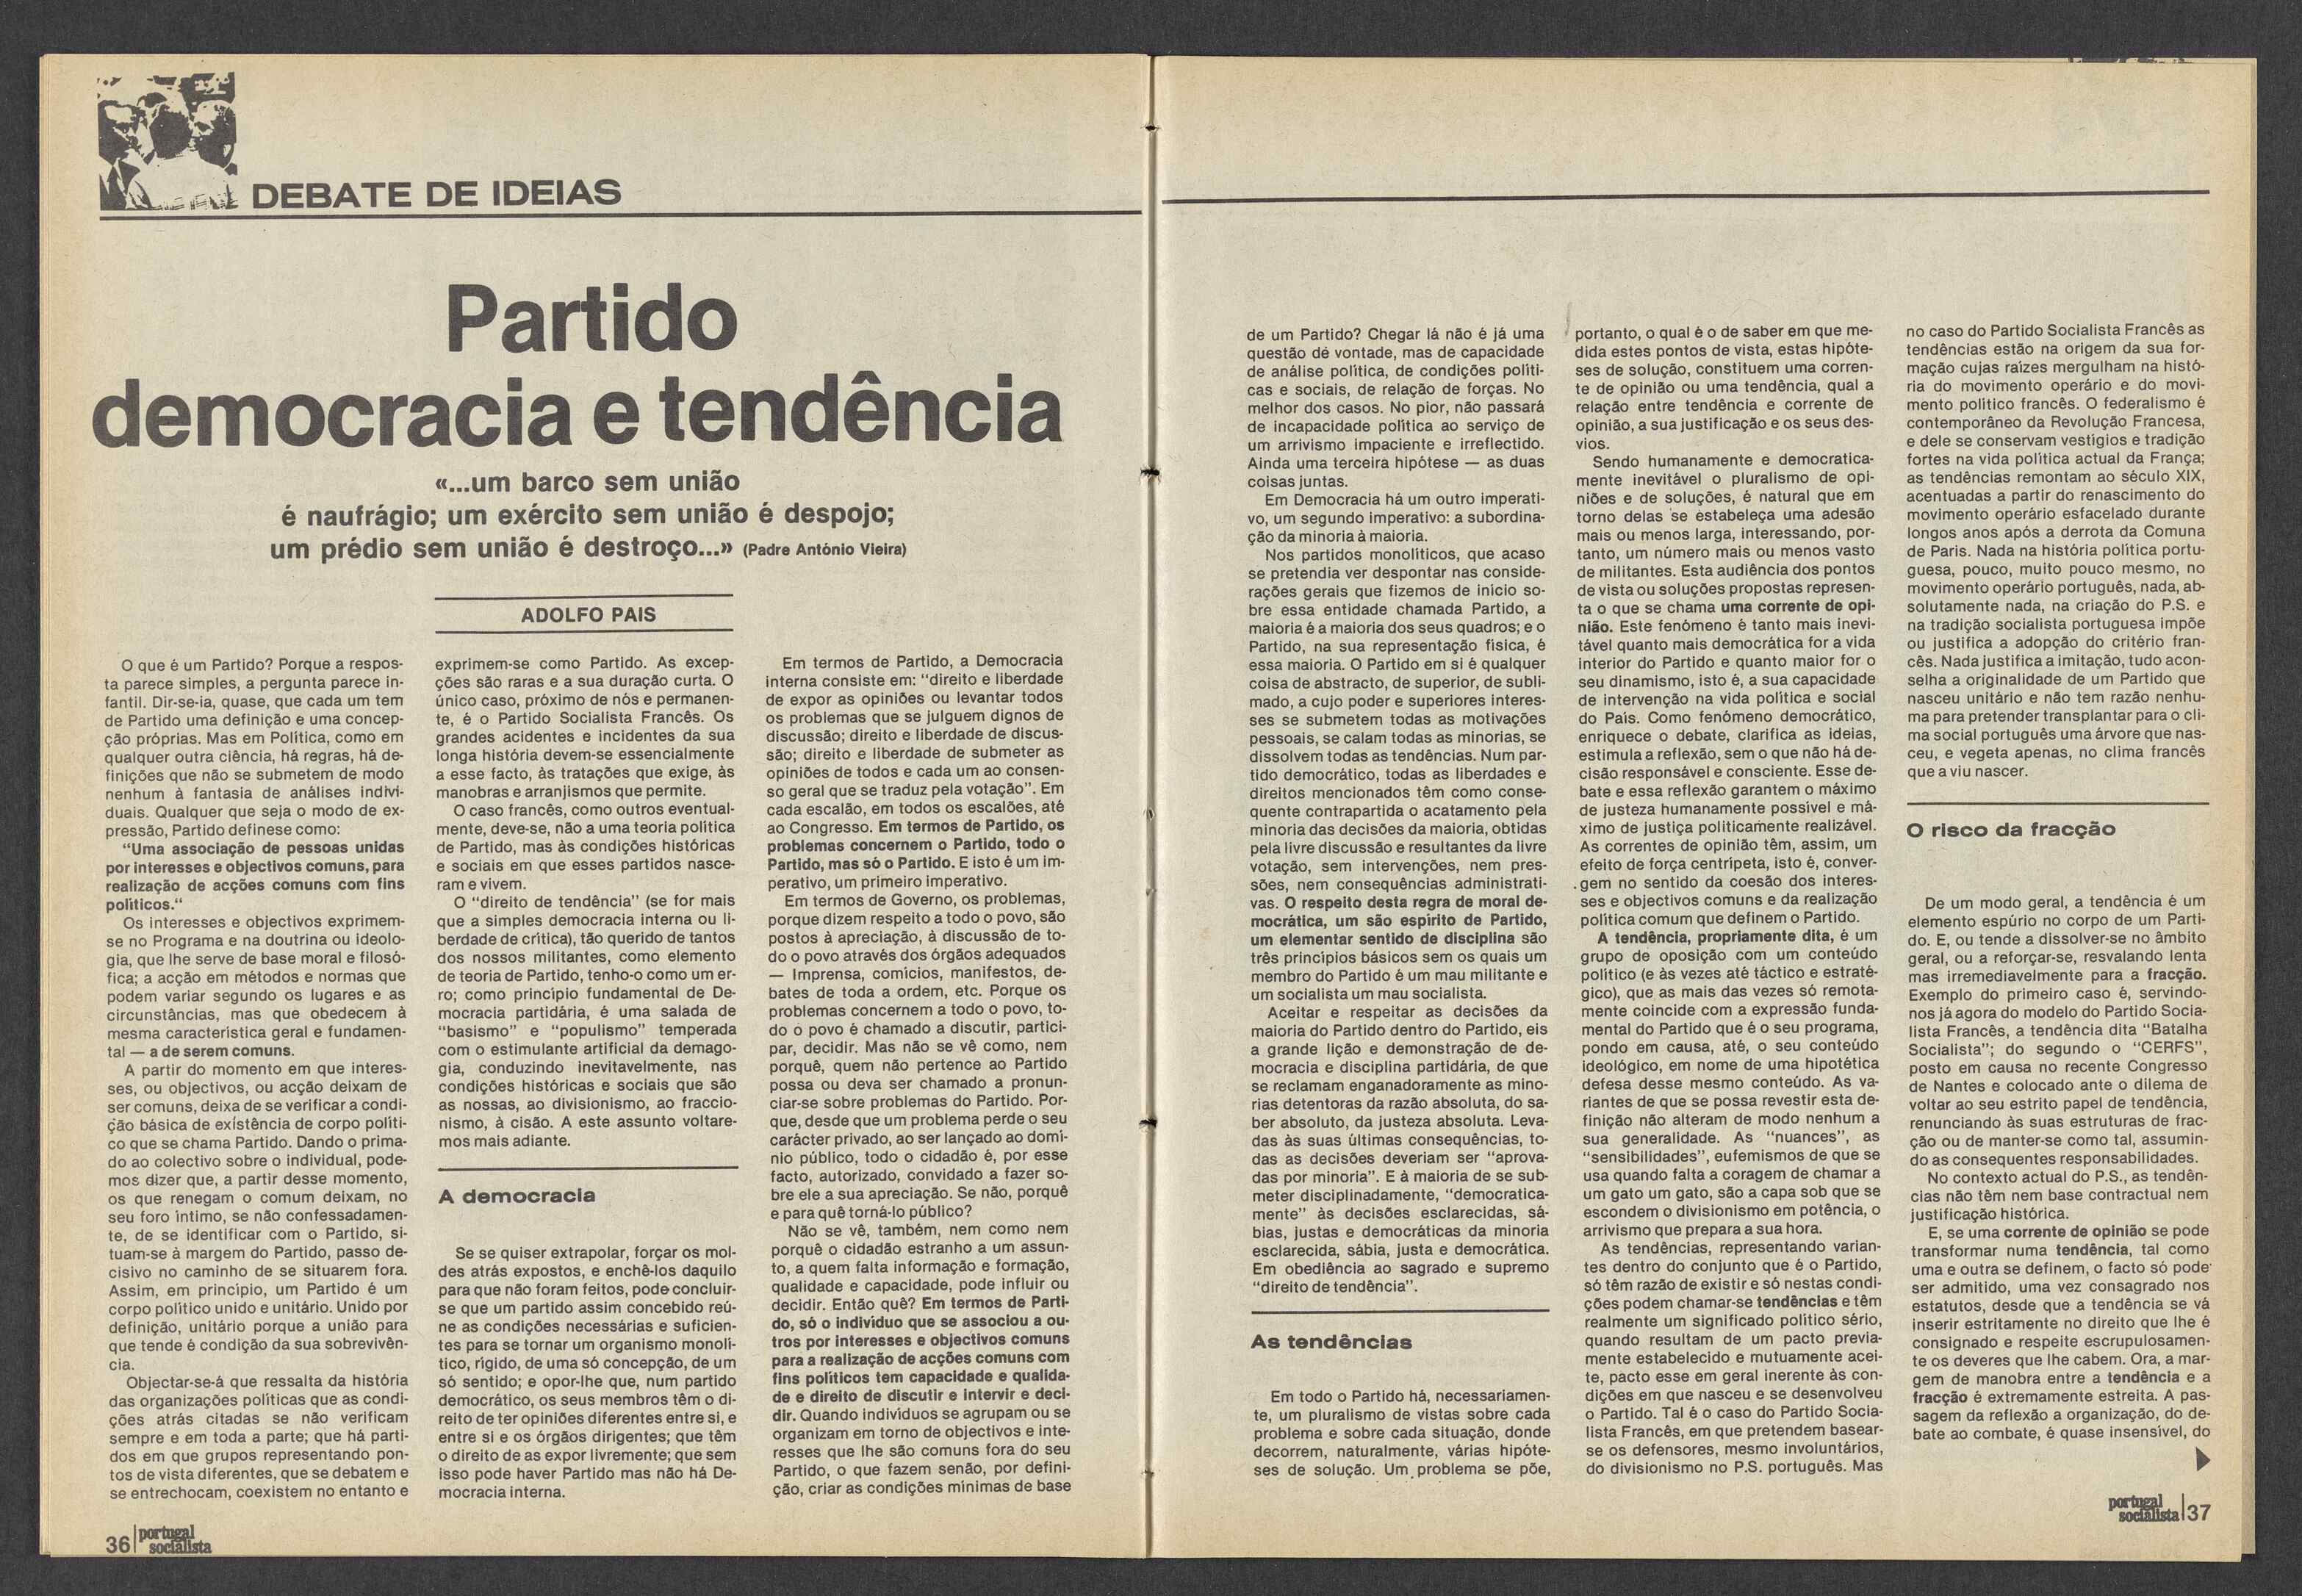 DEBATE DE IDEIAS
Partido
democracia e tendência
«...um barco sem união
é naufrágio; um exército sem união é despojo;
um prédio sem união é destroço...» (Padre António Vieira)
ADOLFO PAIS
O que é um Partido? Porque a respos-
ta parece simples, a pergunta parece in-
fantil. Dir-se-ia, quase, que cada um tem
de Partido uma definição e uma concep-
ção próprias. Mas em Política, como em
qualquer outra ciência, há regras, há de-
finições que não se submetem de modo
nenhum à fantasia de análises indivi-
duais. Qualquer que seja o modo de ex-
pressão, Partido definese como:
"Uma associação de pessoas unidas
por interesses e objectivos comuns, para
realização de acções comuns com fins
políticos."
Os interesses e objectivos exprimem-
se no Programa e na doutrina ou ideolo-
gia, que lhe serve de base moral e filosó-
fica; a acção em métodos e normas que
podem variar segundo os lugares e as
circunstâncias, mas que obedecem à
mesma característica geral e fundamen-
tal — a de serem comuns.
A partir do momento em que interes-
ses, ou objectivos, ou acção deixam de
ser comuns, deixa de se verificar a condi-
ção básica de existência de corpo políti-
co que se chama Partido. Dando o prima-
do ao colectivo sobre o individual, pode-
mos dizer que, a partir desse momento,
os que renegam o comum deixam, no
seu foro íntimo, se não confessadamen-
te, de se identificar com o Partido, si-
tuam-se à margem do Partido, passo de-
cisivo no caminho de se situarem fora.
Assim, em princípio, um Partido é um
corpo político unido e unitário. Unido por
definição, unitário porque a união para
que tende é condição da sua sobrevivên-
cia.
Objectar-se-á que ressalta da história
das organizações políticas que as condi-
ções atrás citadas se não verificam
sempre e em toda a parte; que há parti-
dos em que grupos representando pon-
tos de vista diferentes, que se debatem e
se entrechocam, coexistem no entanto e
exprimem-se como Partido. As excep-
ções são raras e a sua duração curta. O
único caso, próximo de nós e permanen-
te, é o Partido Socialista Francês. Os
grandes acidentes e incidentes da sua
longa história devem-se essencialmente
a esse facto, às tratações que exige, às
manobras e arranjismos que permite.
O caso francês, como outros eventual-
mente, deve-se, não a uma teoria política
de Partido, mas às condições históricas
e sociais em que esses partidos nasce-
ram e vivem.
O "direito de tendência" (se for mais
que a simples democracia interna ou li-
berdade de crítica), tão querido de tantos
dos nossos militantes, como elemento
de teoria de Partido, tenho-o como um er-
ro; como princípio fundamental de De-
mocracia partidária, é uma salada de
"basismo" e "populismo" temperada
com o estimulante artificial da demago-
gia, conduzindo inevitavelmente, nas
condições históricas e sociais que são
as nossas, ao divisionismo, ao fraccio-
nismo, à cisão. A este assunto voltare-
mos mais adiante.
A democracia
Se se quiser extrapolar, forçar os mol-
des atrás expostos, e enchê-los daquilo
para que não foram feitos, pode concluir-
se que um partido assim concebido reú-
ne as condições necessárias e suficien-
tes para se tornar um organismo monolí-
tico, rígido, de uma só concepção, de um
só sentido; e opor-lhe que, num partido
democrático, os seus membros têm o di-
reito de ter opiniões diferentes entre si, e
entre si e os órgãos dirigentes; que têm
o direito de as expor livremente; que sem
isso pode haver Partido mas não há De-
mocracia interna.
Em termos de Partido, a Democracia
interna consiste em: "direito e liberdade
de expor as opiniões ou levantar todos
os problemas que se julguem dignos de
discussão; direito e liberdade de discus-
são; direito e liberdade de submeter as
opiniões de todos e cada um ao consen-
so geral que se traduz pela votação". Em
cada escalão, em todos os escalões, até
ao Congresso. Em termos de Partido, os
problemas concernem o Partido, todo o
Partido, mas só o Partido. E isto é um im-
perativo, um primeiro imperativo.
Em termos de Governo, os problemas,
porque dizem respeito a todo o povo, são
postos à apreciação, à discussão de to-
do o povo através dos órgãos adequados
— Imprensa, comícios, manifestos, de-
bates de toda a ordem, etc. Porque os
problemas concernem a todo o povo, to-
do o povo é chamado a discutir, partici-
par, decidir. Mas não se vê como, nem
porquê, quem não pertence ao Partido
possa ou deva ser chamado a pronun-
ciar-se sobre problemas do Partido. Por-
que, desde que um problema perde o seu
carácter privado, ao ser lançado ao domí-
nio público, todo o cidadão é, por esse
facto, autorizado, convidado a fazer so-
bre ele a sua apreciação. Se não, porquê
e para quê torná-lo público?
Não se vê, também, nem como nem
porquê o cidadão estranho a um assun-
to, a quem falta informação e formação,
qualidade e capacidade, pode influir ou
decidir. Então quê? Em termos de Parti-
do, só o indivíduo que se associou a ou-
tros por interesses e objectivos comuns
para a realização de acções comuns com
fins políticos tem capacidade e qualida-
de e direito de discutir e intervir e deci-
dir. Quando indivíduos se agrupam ou se
organizam em torno de objectivos e inte-
resses que lhe são comuns fora do seu
Partido, o que fazem senão, por defini-
ção, criar as condições mínimas de base
36 portugal
socialista
de um Partido? Chegar lá não é já uma
questão dé vontade, mas de capacidade
de análise política, de condições políti-
cas e sociais, de relação de forças. No
melhor dos casos. No pior, não passará
de incapacidade política ao serviço de
um arrivismo impaciente e irreflectido.
Ainda uma terceira hipótese — as duas
coisas juntas.
Em Democracia há um outro imperati-
vo, um segundo imperativo: a subordina-
ção da minoria à maioria.
Nos partidos monolíticos, que acaso
se pretendia ver despontar nas conside-
rações gerais que fizemos de início so-
bre essa entidade chamada Partido, a
maioria é a maioria dos seus quadros; e o
Partido, na sua representação física, é
essa maioria. O Partido em si é qualquer
coisa de abstracto, de superior, de subli-
mado, a cujo poder e superiores interes-
ses se submetem todas as motivações
pessoais, se calam todas as minorias, se
dissolvem todas as tendências. Num par-
tido democrático, todas as liberdades e
direitos mencionados têm como conse-
quente contrapartida o acatamento pela
minoria das decisões da maioria, obtidas
pela livre discussão e resultantes da livre
votação, sem intervenções, nem pres-
sões, nem consequências administrati-
vas. O respeito desta regra de moral de-
mocrática, um são espírito de Partido,
um elementar sentido de disciplina são
três princípios básicos sem os quais um
membro do Partido é um mau militante e
um socialista um mau socialista.
Aceitar e respeitar as decisões da
maioria do Partido dentro do Partido, eis
a grande lição e demonstração de de-
mocracia e disciplina partidária, de que
se reclamam enganadoramente as mino-
rias detentoras da razão absoluta, do sa-
ber absoluto, da justeza absoluta. Leva-
das às suas últimas consequências, to-
das as decisões deveriam ser "aprova-
das por minoria". E à maioria de se sub-
meter disciplinadamente, "democratica-
mente" às decisões esclarecidas, sá-
bias, justas e democráticas da minoria
esclarecida, sábia, justa e democrática.
Em obediência ao sagrado e supremo
"direito de tendência".
As tendências
Em todo o Partido há, necessariamen-
te, um pluralismo de vistas sobre cada
problema e sobre cada situação, donde
decorrem, naturalmente, várias hipóte-
ses de solução. Um problema se põe,
portanto, o qual é o de saber em que me-
dida estes pontos de vista, estas hipóte-
ses de solução, constituem uma corren-
te de opinião ou uma tendência, qual a
relação entre tendência e corrente de
opinião, a sua justificação e os seus des-
vios.
Sendo humanamente e democratica-
mente inevitável o pluralismo de opi-
niões e de soluções, é natural que em
torno delas se estabeleça uma adesão
mais ou menos larga, interessando, por-
tanto, um número mais ou menos vasto
de militantes. Esta audiência dos pontos
de vista ou soluções propostas represen-
ta o que se chama uma corrente de opi-
nião. Este fenómeno é tanto mais inevi-
tável quanto mais democrática for a vida
interior do Partido e quanto maior for o
seu dinamismo, isto é, a sua capacidade
de intervenção na vida política e social
do País. Como fenómeno democrático,
enriquece o debate, clarifica as ideias,
estimula a reflexão, sem o que não há de-
cisão responsável e consciente. Esse de-
bate e essa reflexão garantem o máximo
de justeza humanamente possível e má-
ximo de justiça politicamente realizável.
As correntes de opinião têm, assim, um
efeito de força centrípeta, isto é, conver-
gem no sentido da coesão dos interes-
ses e objectivos comuns e da realização
política comum que definem o Partido.
A tendência, propriamente dita, é um
grupo de oposição com um conteúdo
político (e às vezes até táctico e estraté-
gico), que as mais das vezes só remota-
mente coincide com a expressão funda-
mental do Partido que é o seu programa,
pondo em causa, até, o seu conteúdo
ideológico, em nome de uma hipotética
defesa desse mesmo conteúdo. As va-
riantes de que se possa revestir esta de-
finição não alteram de modo nenhum a
sua generalidade. As "nuances", as
"sensibilidades", eufemismos de que se
usa quando falta a coragem de chamar a
um gato um gato, são a capa sob que se
escondem o divisionismo em potência, o
arrivismo que prepara a sua hora.
As tendências, representando varian-
tes dentro do conjunto que é o Partido,
só têm razão de existir e só nestas condi-
ções podem chamar-se tendências e têm
realmente um significado político sério,
quando resultam de um pacto previa-
mente estabelecido e mutuamente acei-
te, pacto esse em geral inerente às con-
dições em que nasceu e se desenvolveu
o Partido. Tal é o caso do Partido Socia-
lista Francês, em que pretendem basear-
se os defensores, mesmo involuntários,
do divisionismo no P.S. português. Mas
no caso do Partido Socialista Francês as
tendências estão na origem da sua for-
mação cujas raízes mergulham na histó-
ria do movimento operário e do movi-
mento político francês. O federalismo é
contemporâneo da Revolução Francesa,
e dele se conservam vestígios e tradição
fortes na vida política actual da França;
as tendências remontam ao século XIX,
acentuadas a partir do renascimento do
movimento operário esfacelado durante
longos anos após a derrota da Comuna
de Paris. Nada na história política portu-
guesa, pouco, muito pouco mesmo, no
movimento operário português, nada, ab-
solutamente nada, na criação do P.S. e
na tradição socialista portuguesa impõe
ou justifica a adopção do critério fran-
cês. Nada justifica a imitação, tudo acon-
selha a originalidade de um Partido que
nasceu unitário e não tem razão nenhu-
ma para pretender transplantar para o cli-
ma social português uma árvore que nas-
ceu, e vegeta apenas, no clima francês
que a viu nascer.
O risco da fracção
De um modo geral, a tendência é um
elemento espúrio no corpo de um Parti-
do. E, ou tende a dissolver-se no âmbito
geral, ou a reforçar-se, resvalando lenta
mas irremediavelmente para a fracção.
Exemplo do primeiro caso é, servindo-
nos já agora do modelo do Partido Socia-
lista Francês, a tendência dita "Batalha
Socialista"; do segundo o "CERFS",
posto em causa no recente Congresso
de Nantes e colocado ante o dilema de
voltar ao seu estrito papel de tendência,
renunciando às suas estruturas de frac-
ção ou de manter-se como tal, assumin-
do as consequentes responsabilidades.
No contexto actual do P.S., as tendên-
cias não têm nem base contractual nem
justificação histórica.
E, se uma corrente de opinião se pode
transformar numa tendência, tal como
uma e outra se definem, o facto só pode
ser admitido, uma vez consagrado nos
estatutos, desde que a tendência se vá
inserir estritamente no direito que lhe é
consignado e respeite escrupulosamen-
te os deveres que lhe cabem. Ora, a mar-
gem de manobra entre a tendência e a
fracção é extremamente estreita. A pas-
sagem da reflexão a organização, do de-
bate ao combate, é quase insensível, do
portugal
socialista 37